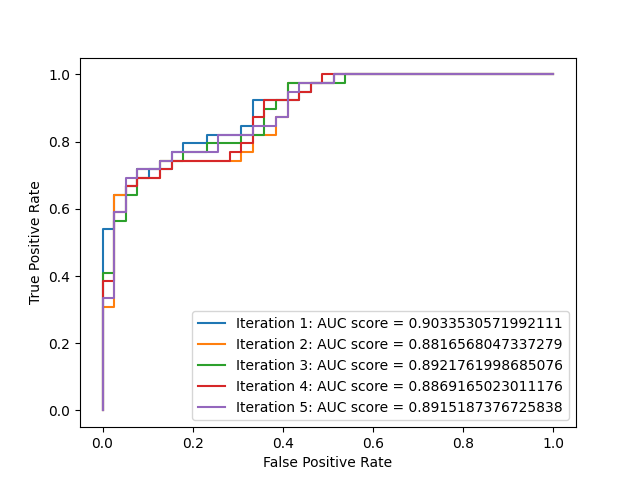 1.0
0.8
0.6
0.4
0.2
0.0
True Positive Rate
Iteration 1: AUC score = 0.9033530571992111
Iteration 2: AUC score = 0.8816568047337279
Iteration 3: AUC score = 0.8921761998685076
Iteration 4: AUC score = 0.8869165023011176
Iteration 5: AUC score = 0.8915187376725838
0.0 0.2 0.4 0.6 0.8 1.0
False Positive Rate